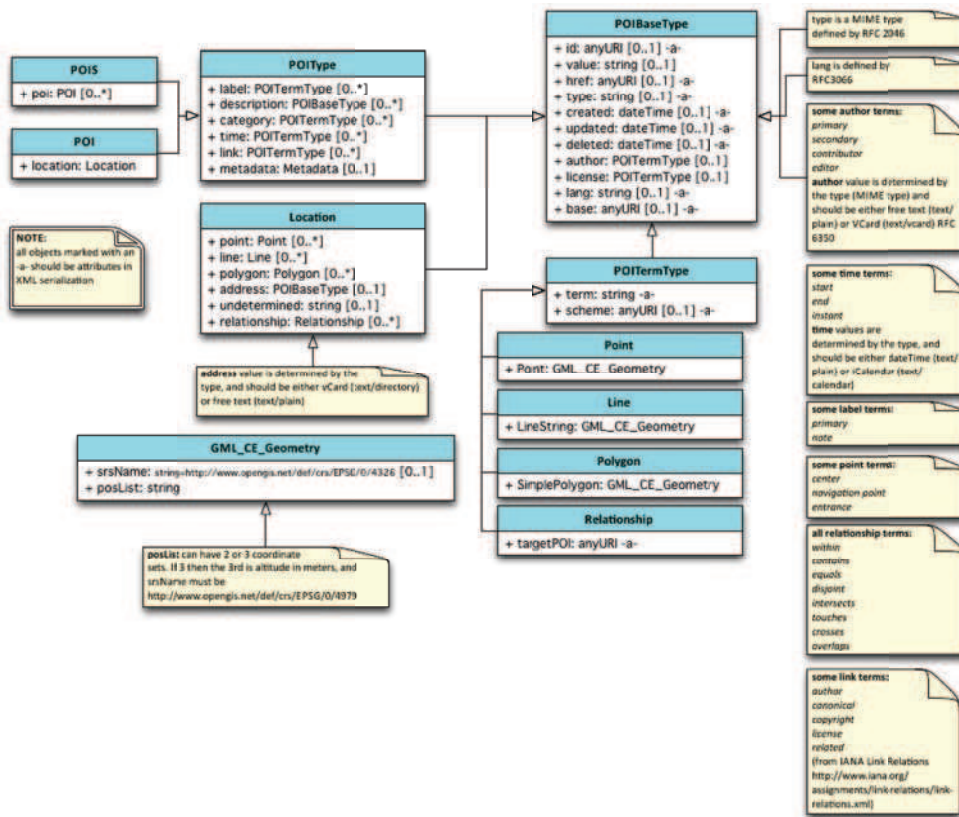 POIS
+ poi: POI [0..*]
POI
+ location: Location
NOTE:
all objects marked with an
-a- should be attributes in
XML serialization
POIType
+ label: POITermType [0..*]
+ description: POIBaseType [0..*]
+ category: POITermType [0..*]
+ time: POITermType [0..*]
+ link: POITermType [0..*]
+ metadata: Metadata [0..1]
Location
+ point: Point [0..*]
+ line: Line [0..*]
+ polygon: Polygon [0..*]
+ address: POIBaseType [0..1]
+ undetermined: string [0..1]
+ relationship: Relationship [0..*]
address value is determined by the
type, and should be either vCard (text/directory)
or free text (text/plain)
GML_CE_Geometry
+ srsName: string=http://www.opengis.net/def/crs/EPSG/0/4326 [0..1]
+ posList: string
posList can have 2 or 3 coordinate
sets. If 3 then the 3rd is altitude in meters, and
srsName must be
http://www.opengis.net/def/crs/EPSG/0/4979
POIBaseType
+ id: anyURI [0..1] -a-
+ value: string [0..1]
+ href: anyURI [0..1] -a-
+ type: string [0..1] -a-
+ created: dateTime [0..1] -a-
+ updated: dateTime [0..1] -a-
+ deleted: dateTime [0..1] -a-
+ author: POITermType [0..1]
+ license: POITermType [0..1]
+ lang: string [0..1] -a-
+ base: anyURI [0..1] -a-
POITermType
+ term: string -a-
+ scheme: anyURI [0..1] -a-
Point
+ Pont: GML_CE_Geometry
Line
+ LineString: GML_CE_Geometry
Polygon
+ SimplePolygon: GML_CE_Geometry
Relationship
+ targetPOI: anyURI -a-
type is a MIME type
defined by RFC 2046
lang is defined by
RFC3066
some author terms:
primary
secondary
contributor
editor
author value is determined by
the type (MIME type) and
should be either free text (text/
plain) or VCard (text/vcard) RFC
6350
some time terms:
start
end
instant
time values are
determined by the type, and
should be either dateTime (text/
plain) or iCalendar (text/
calendar)
some label terms:
primary
note
some point terms:
center
navigation point
entrance
all relationship terms:
within
contains
equals
disjoint
intersects
touches
crosses
overlaps
some link terms:
author
canonical
copyright
license
related
(from IANA Link Relations
http://www.iana.org/
assignments/link-relations/link-
relations.xml)